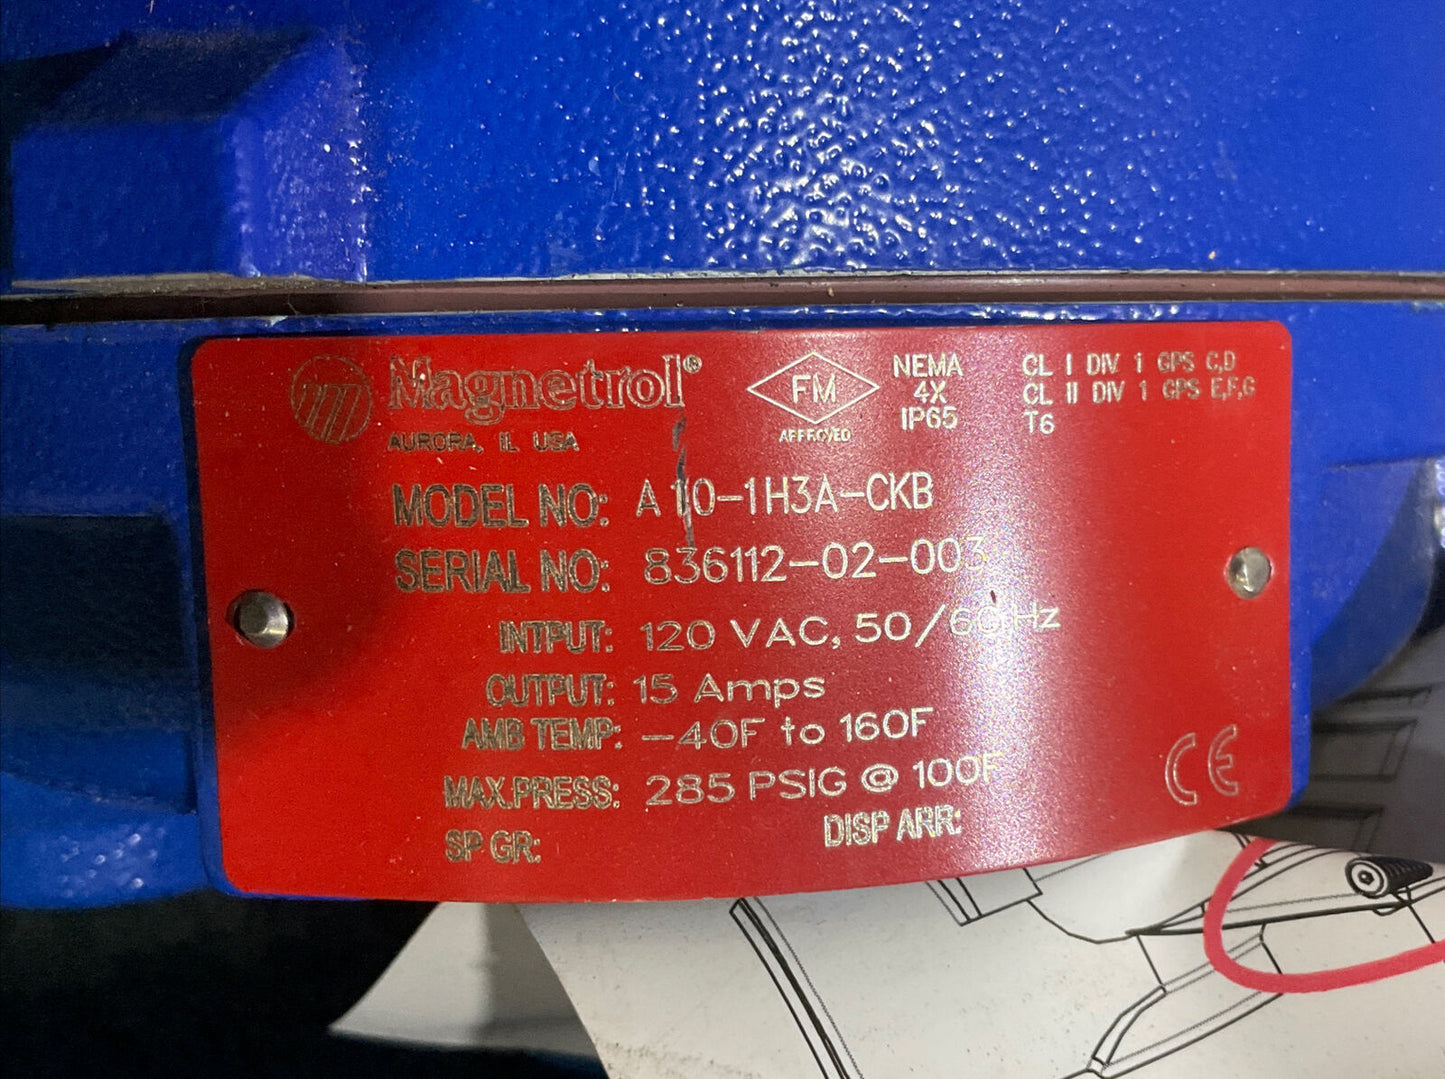 Magnetrol®
AURORA, IL USA
FM
APPROVED
NEMA
4X
IP65
CL I DIV 1 GPS C,D
CL II DIV 1 GPS E,F,G
T6
MODEL NO: A10-1H3A-CKB
SERIAL NO: 836112-02-003
INTPUT: 120 VAC, 50/60 Hz
OUTPUT: 15 Amps
AMB TEMP: -40F to 160F
MAX.PRESS: 285 PSIG @ 100F
SP GR:
DISP ARR:
CE